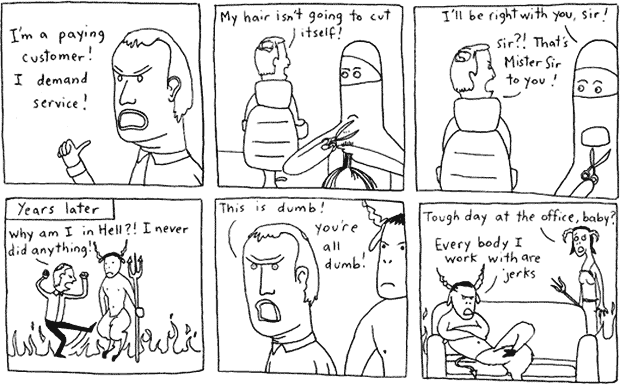 I'm a paying
customer!
I demand
service!
My hair isn't going to cut
itself!
I'll be right with you, sir!
sir?! That's
Mister Sir
to you!
Years later
Why am I in Hell?! I never
did anything!
This is dumb!
you're
all
dumb!
Tough day at the office, baby?
Every body I
work with are
jerks